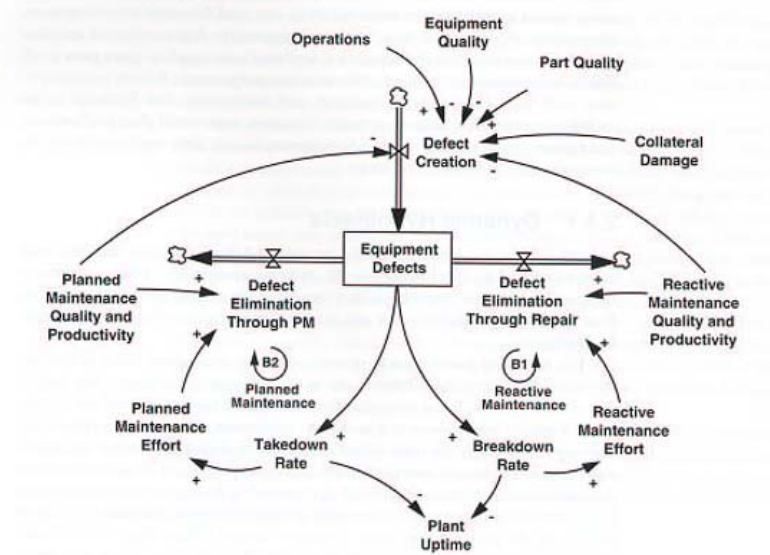 Operations
Equipment
Quality
Part Quality
+
-
-
+
-
Defect
Creation
Collateral
Damage
-
Equipment
Defects
Planned
Maintenance
Quality and
Productivity
+
Defect
Elimination
Through PM
Defect
Elimination
Through Repair
+
Reactive
Maintenance
Quality and
Productivity
+
+
B2
Planned
Maintenance
B1
Reactive
Maintenance
Planned
Maintenance
Effort
Reactive
Maintenance
Effort
Takedown
Rate
+
+
Breakdown
Rate
+
+
-
-
Plant
Uptime